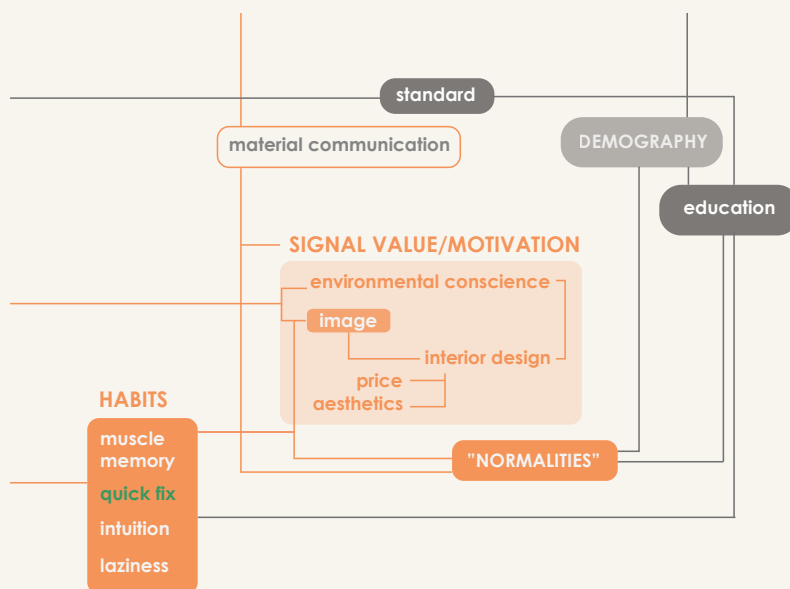 standard
material communication
DEMOGRAPHY
education
SIGNAL VALUE/MOTIVATION
environmental conscience
image
interior design
price
aesthetics
HABITS
muscle
memory
quick fix
intuition
laziness
”NORMALITIES”